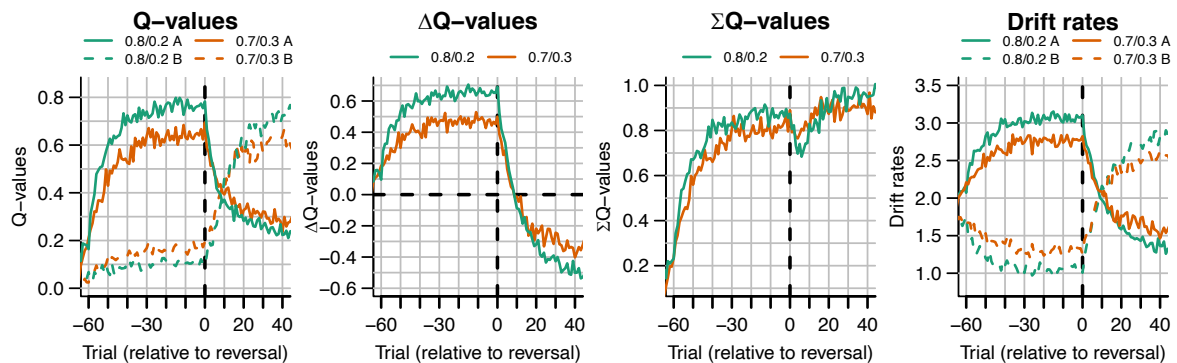 Q−values
0.8/0.2 A
0.7/0.3 A
0.8/0.2 B
0.7/0.3 B
Q−values
0.8
0.6
0.4
0.2
0.0
−60
−30
0
20
40
Trial (relative to reversal)
ΔQ−values
0.8/0.2
0.7/0.3
ΔQ−values
0.6
0.4
0.2
0.0
−0.2
−0.4
−0.6
−60
−30
0
20
40
Trial (relative to reversal)
ΣQ−values
0.8/0.2
0.7/0.3
ΣQ−values
1.0
0.8
0.6
0.4
0.2
−60
−30
0
20
40
Trial (relative to reversal)
Drift rates
0.8/0.2 A
0.7/0.3 A
0.8/0.2 B
0.7/0.3 B
Drift rates
3.5
3.0
2.5
2.0
1.5
1.0
−60
−30
0
20
40
Trial (relative to reversal)